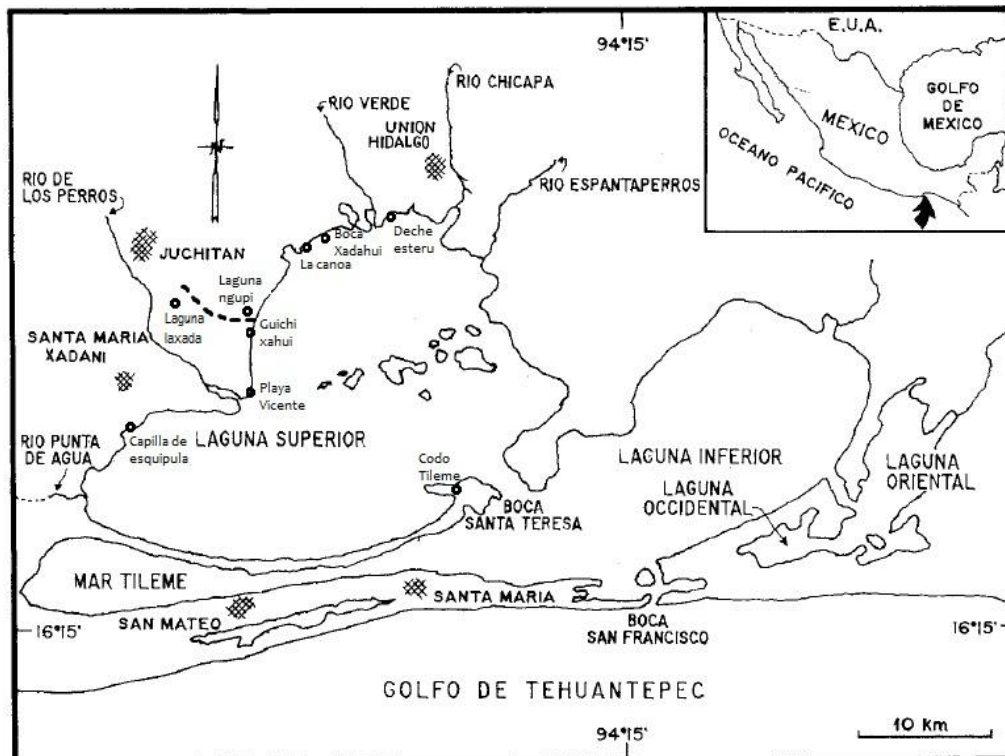 94°15'
E.U.A.
GOLFO
DE
MEXICO
MEXICO
OCEANO PACIFICO
RIO CHICAPA
RIO VERDE
UNION
HIDALGO
RIO ESPANTAPERROS
RIO DE
LOS PERROS
N
JUCHITAN
Deche
esteru
Boca
Xadahui
La canoa
Laguna
ngupi
Laguna
laxada
Guichi
xahui
SANTA MARIA
XADANI
Playa
Vicente
LAGUNA SUPERIOR
RIO PUNTA
DE AGUA
Capilla de
esquipula
Codo
Tileme
BOCA
SANTA TERESA
LAGUNA INFERIOR
LAGUNA
OCCIDENTAL
LAGUNA
ORIENTAL
MAR TILEME
SAN MATEO
SANTA MARIA
BOCA
SAN FRANCISCO
16°15'
16°15'
GOLFO DE TEHUANTEPEC
94°15'
10 Km